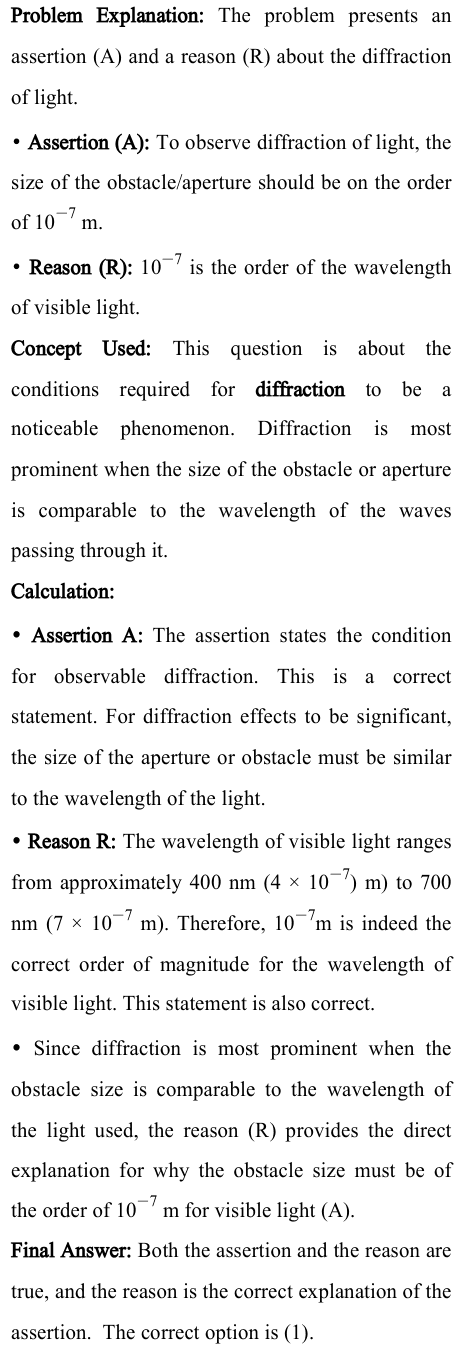 Problem Explanation: The problem presents an
assertion (A) and a reason (R) about the diffraction
of light.
• Assertion (A): To observe diffraction of light, the
size of the obstacle/aperture should be on the order
of 10⁻⁷ m.
• Reason (R): 10⁻⁷ is the order of the wavelength
of visible light.
Concept Used: This question is about the
conditions required for diffraction to be a
noticeable phenomenon. Diffraction is most
prominent when the size of the obstacle or aperture
is comparable to the wavelength of the waves
passing through it.
Calculation:
• Assertion A: The assertion states the condition
for observable diffraction. This is a correct
statement. For diffraction effects to be significant,
the size of the aperture or obstacle must be similar
to the wavelength of the light.
• Reason R: The wavelength of visible light ranges
from approximately 400 nm (4 × 10⁻⁷) m) to 700
nm (7 × 10⁻⁷ m). Therefore, 10⁻⁷m is indeed the
correct order of magnitude for the wavelength of
visible light. This statement is also correct.
• Since diffraction is most prominent when the
obstacle size is comparable to the wavelength of
the light used, the reason (R) provides the direct
explanation for why the obstacle size must be of
the order of 10⁻⁷ m for visible light (A).
Final Answer: Both the assertion and the reason are
true, and the reason is the correct explanation of the
assertion. The correct option is (1).